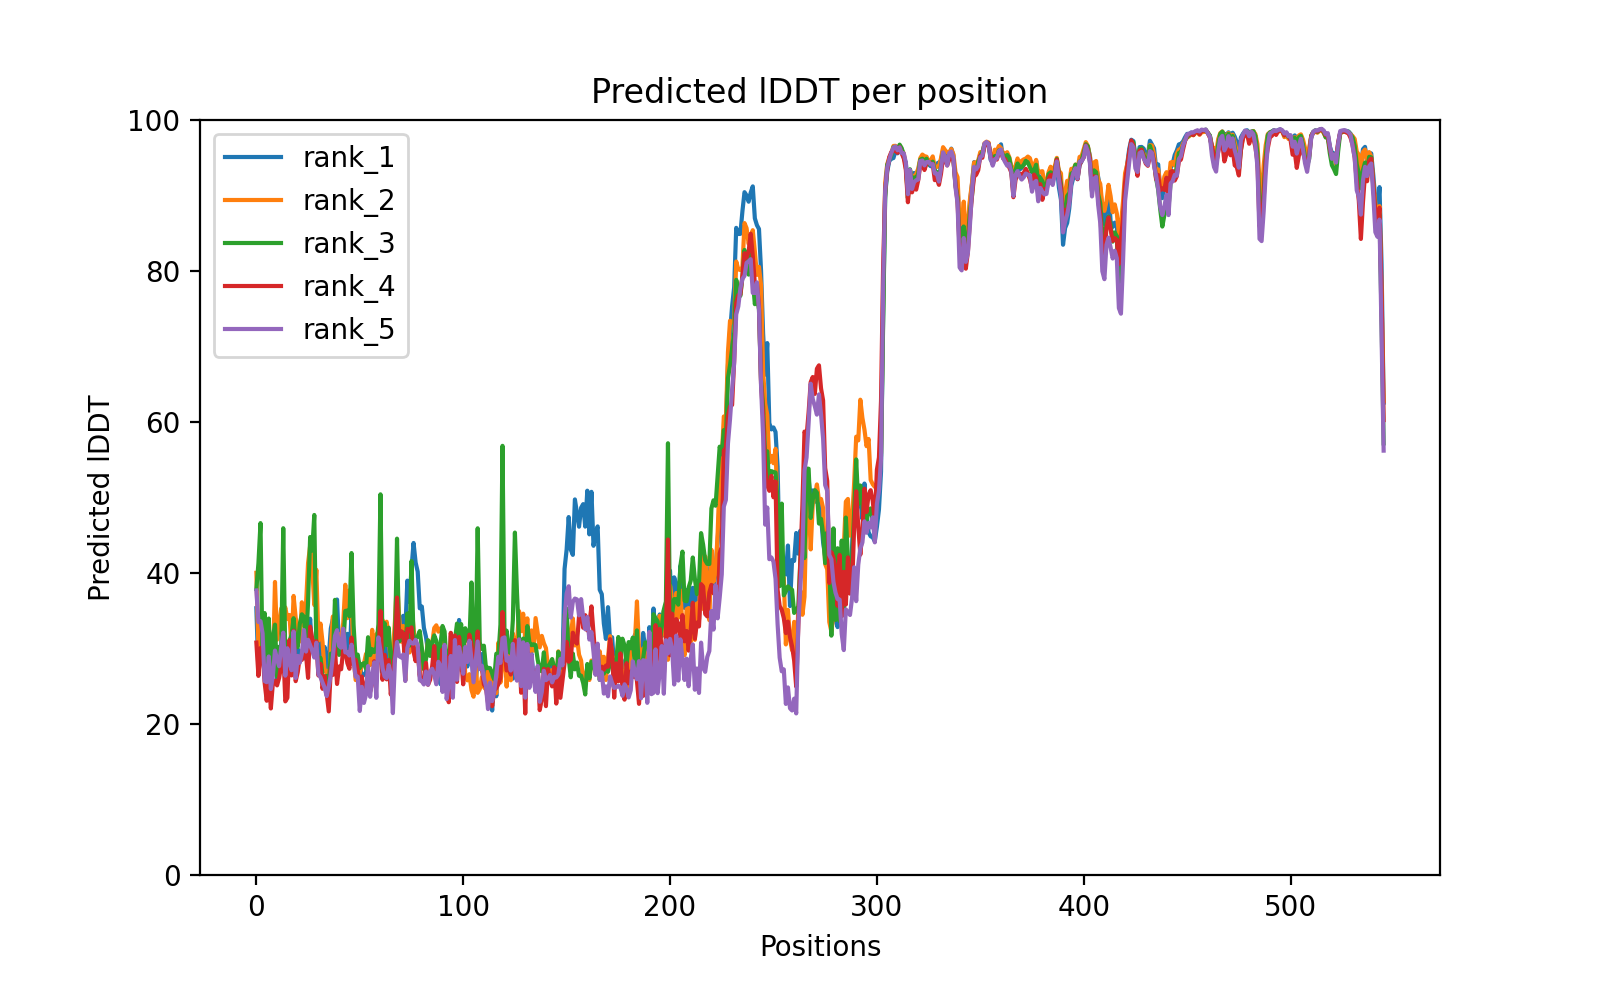 Predicted lDDT per position
100
80
60
40
20
0
Predicted lDDT
rank_1
rank_2
rank_3
rank_4
rank_5
0 100 200 300 400 500
Positions